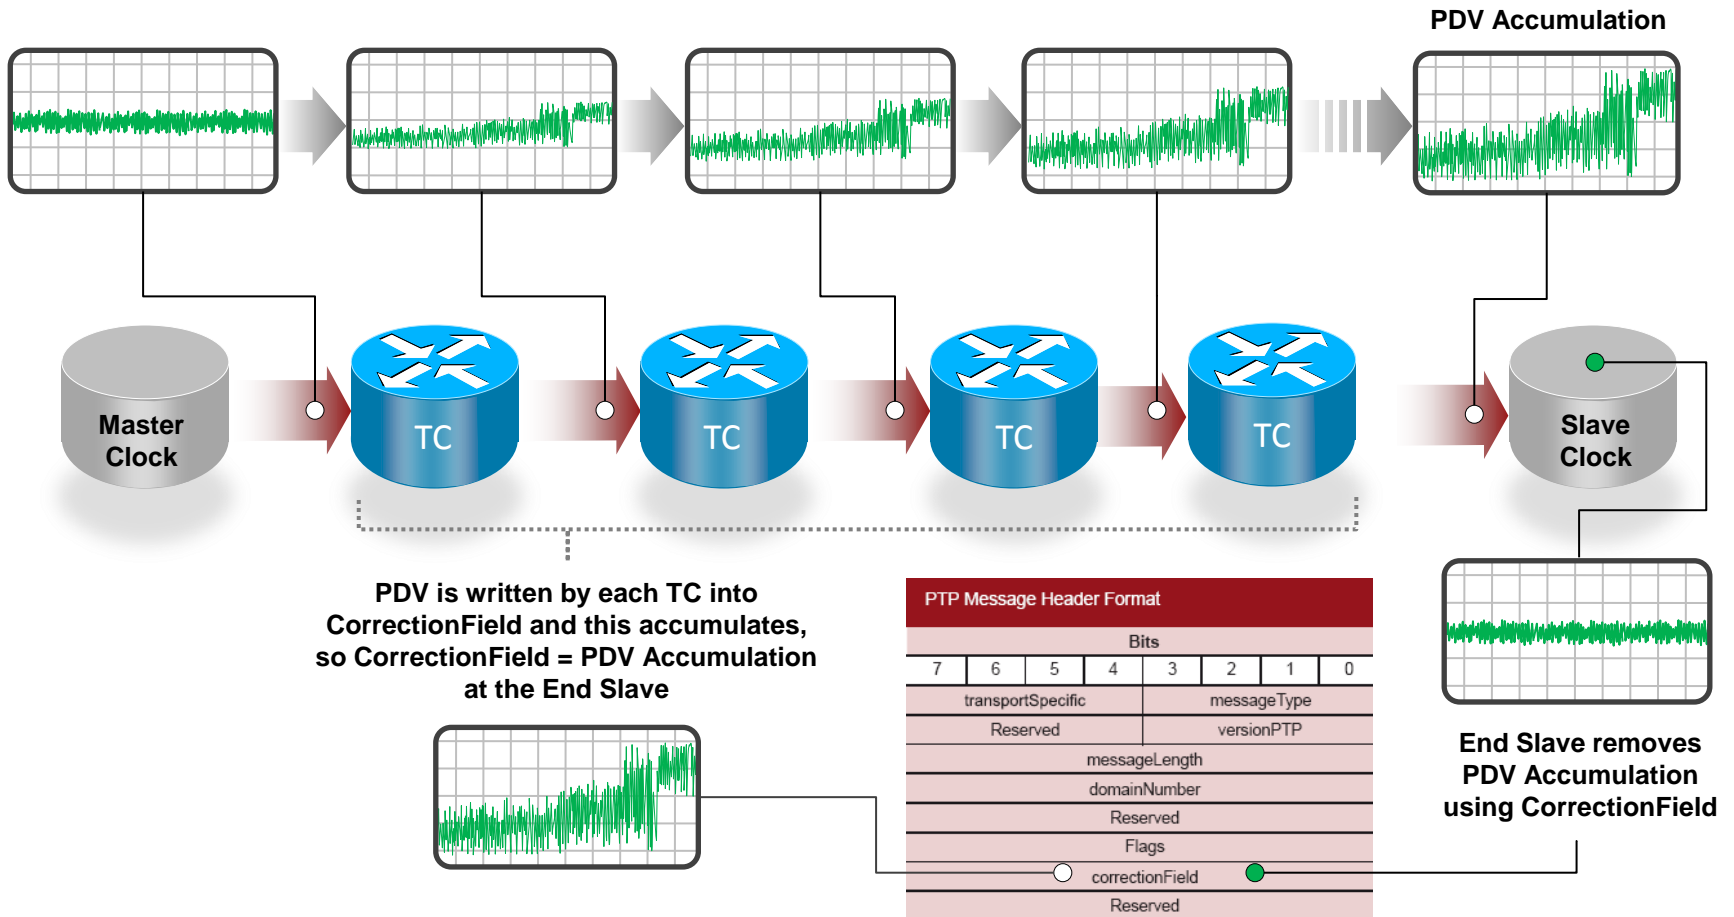 PDV Accumulation
Master
Clock
TC
TC
TC
TC
Slave
Clock
PDV is written by each TC into
CorrectionField and this accumulates,
so CorrectionField = PDV Accumulation
at the End Slave
PTP Message Header Format
Bits
7 6 5 4 3 2 1 0
transportSpecific messageType
Reserved versionPTP
messageLength
domainNumber
Reserved
Flags
correctionField
Reserved
End Slave removes
PDV Accumulation
using CorrectionField